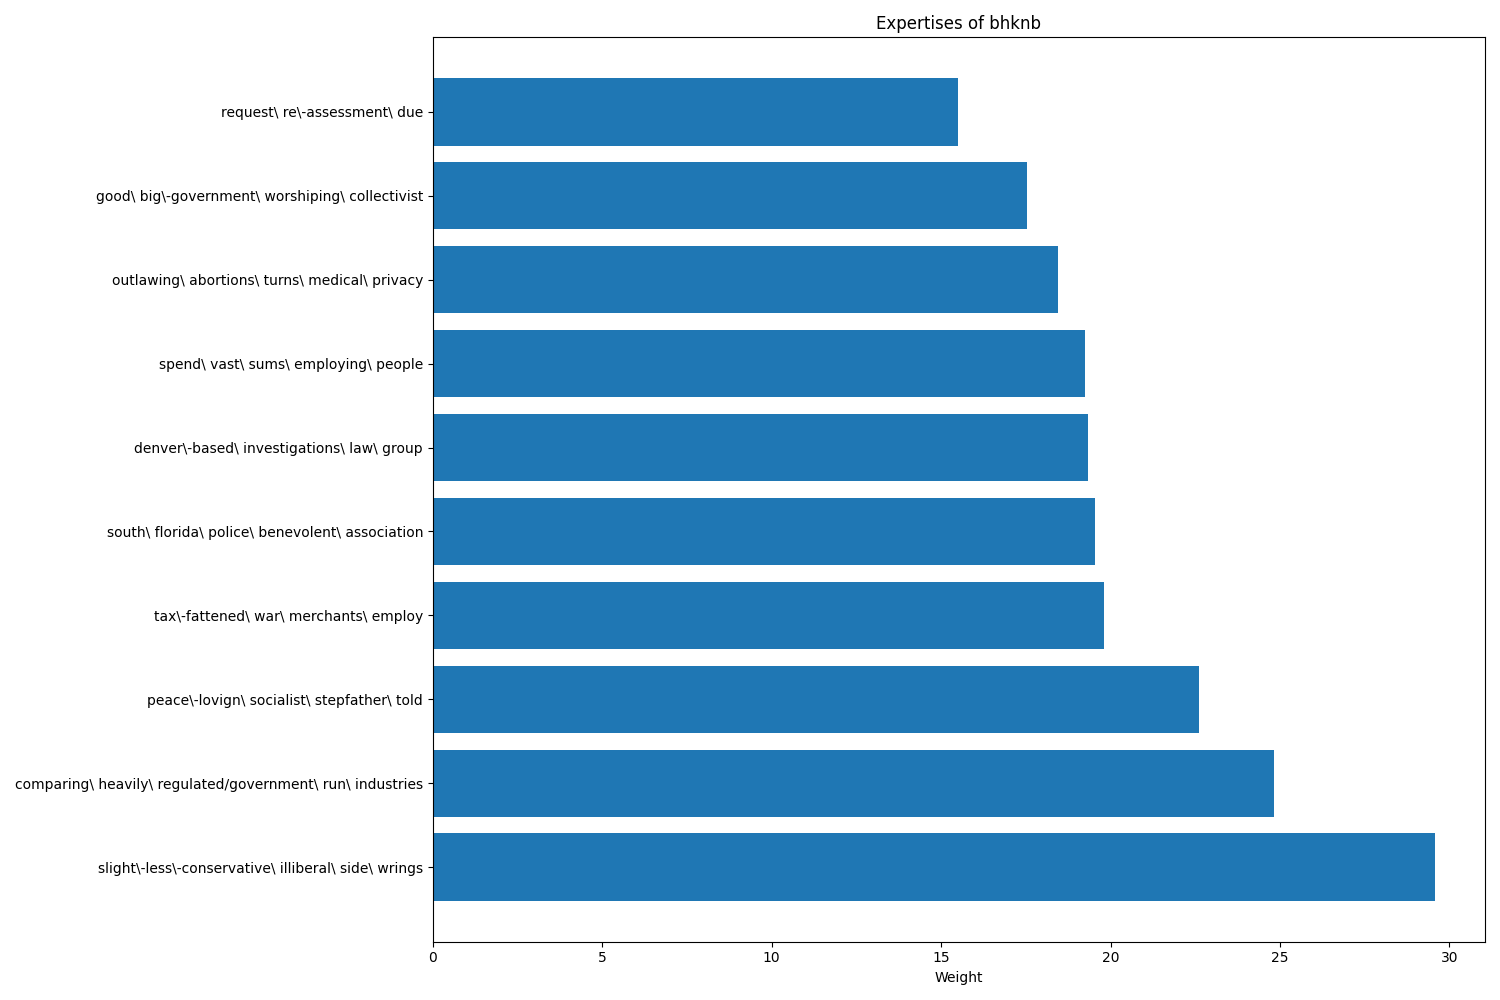 Expertises of bhknb
request\ re\-assessment\ due
good\ big\-government\ worshiping\ collectivist
outlawing\ abortions\ turns\ medical\ privacy
spend\ vast\ sums\ employing\ people
denver\-based\ investigations\ law\ group
south\ florida\ police\ benevolent\ association
tax\-fattened\ war\ merchants\ employ
peace\-lovign\ socialist\ stepfather\ told
comparing\ heavily\ regulated/government\ run\ industries
slight\-less\-conservative\ illiberal\ side\ wrings
0 5 10 15 20 25 30
Weight